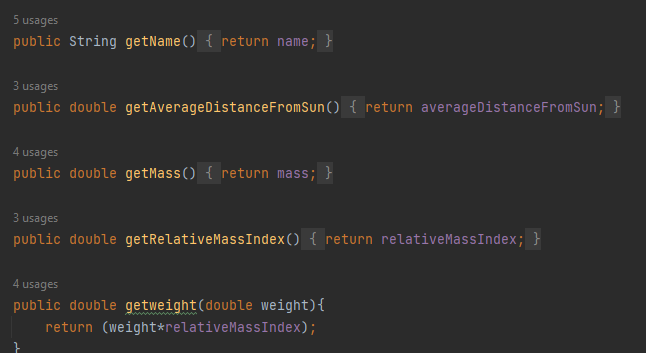 5 usages
public String getName() { return name; }
3 usages
public double getAverageDistanceFromSun() { return averageDistanceFromSun; }
4 usages
public double getMass() { return mass; }
3 usages
public double getRelativeMassIndex() { return relativeMassIndex; }
4 usages
public double getweight(double weight){
return (weight*relativeMassIndex);
}